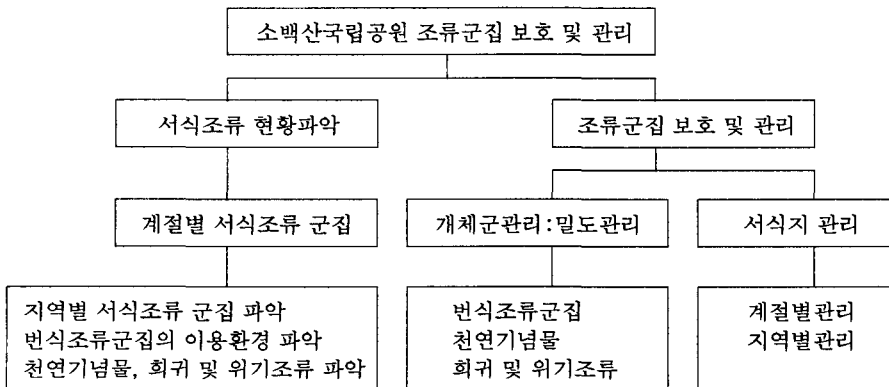 소백산국립공원 조류군집 보호 및 관리
서식조류 현황파악
조류군집 보호 및 관리
계절별 서식조류 군집
개체군관리:밀도관리
서식지 관리
지역별 서식조류 군집 파악
번식조류군집의 이용환경 파악
천연기념물, 희귀 및 위기조류 파악
번식조류군집
천연기념물
희귀 및 위기조류
계절별관리
지역별관리